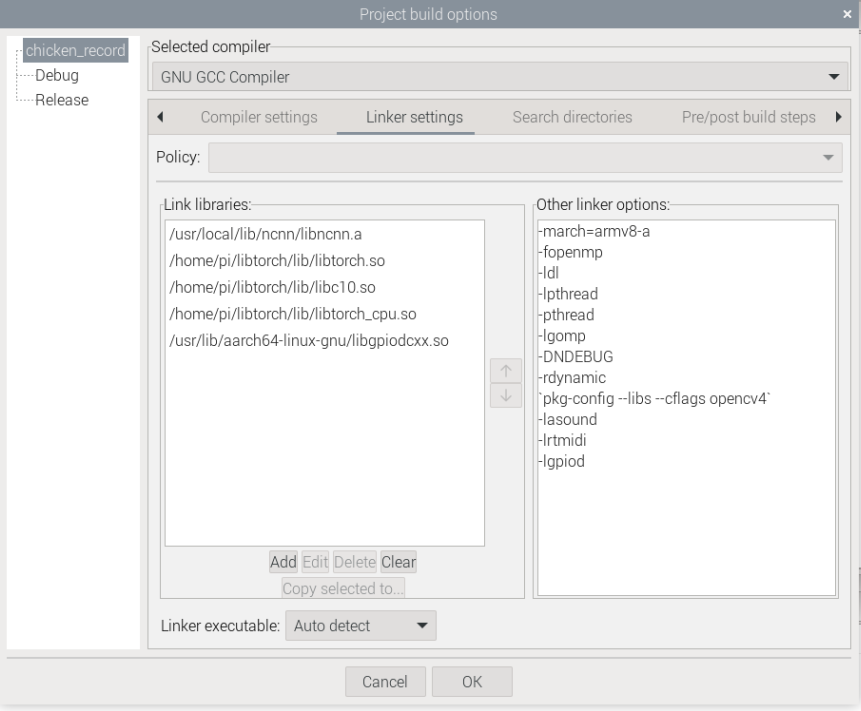 Project build options
chicken_record
Debug
Release
Selected compiler
GNU GCC Compiler
Compiler settings
Linker settings
Search directories
Pre/post build steps
Policy:
Link libraries:
/usr/local/lib/ncnn/libncnn.a
/home/pi/libtorch/lib/libtorch.so
/home/pi/libtorch/lib/libc10.so
/home/pi/libtorch/lib/libtorch_cpu.so
/usr/lib/aarch64-linux-gnu/libgpiodcxx.so
Add Edit Delete Clear
Copy selected to...
Other linker options:
-march=armv8-a
-fopenmp
-ldl
-lpthread
-pthread
-lgomp
-DNDEBUG
-rdynamic
`pkg-config --libs --cflags opencv4`
-lasound
-lrtmidi
-lgpiod
Linker executable:
Auto detect
Cancel
OK